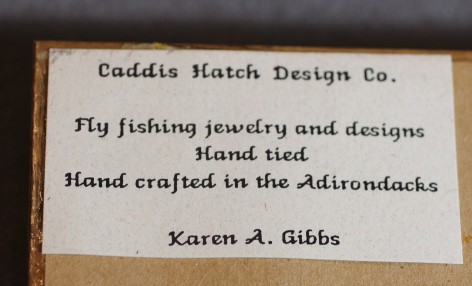 Caddis Hatch Design Co.
Fly fishing jewelry and designs
Hand tied
Hand crafted in the Adirondacks
Karen A. Gibbs